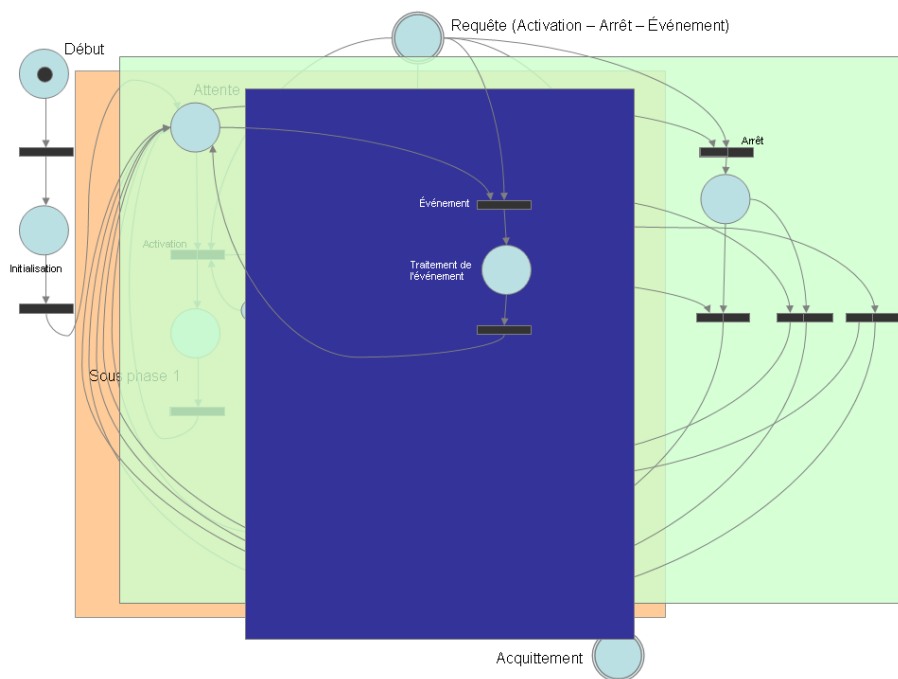 Requête (Activation – Arrêt – Événement)
Début
Attente
Arrêt
Événement
Activation
Initialisation
Traitement de
l'événement
Sous phase 1
Acquittement